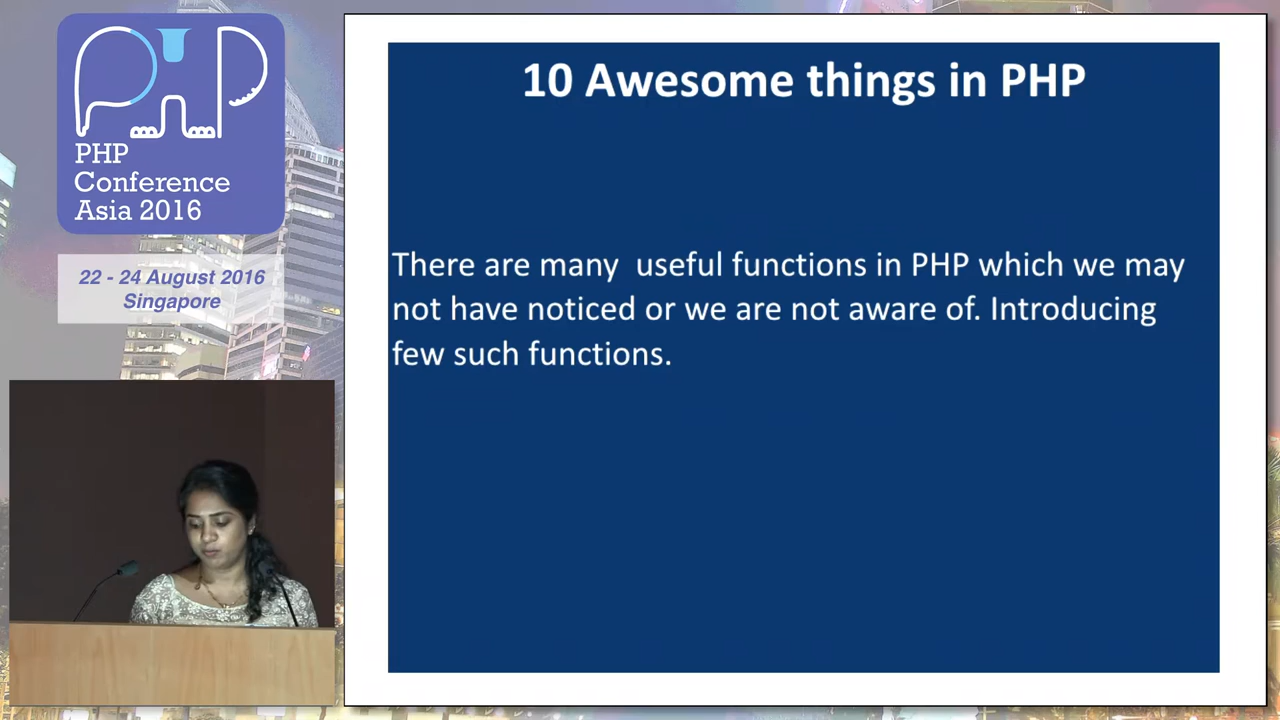 PHP
Conference
Asia 2016
22 - 24 August 2016
Singapore
10 Awesome things in PHP
There are many  useful functions in PHP which we may
not have noticed or we are not aware of. Introducing
few such functions.